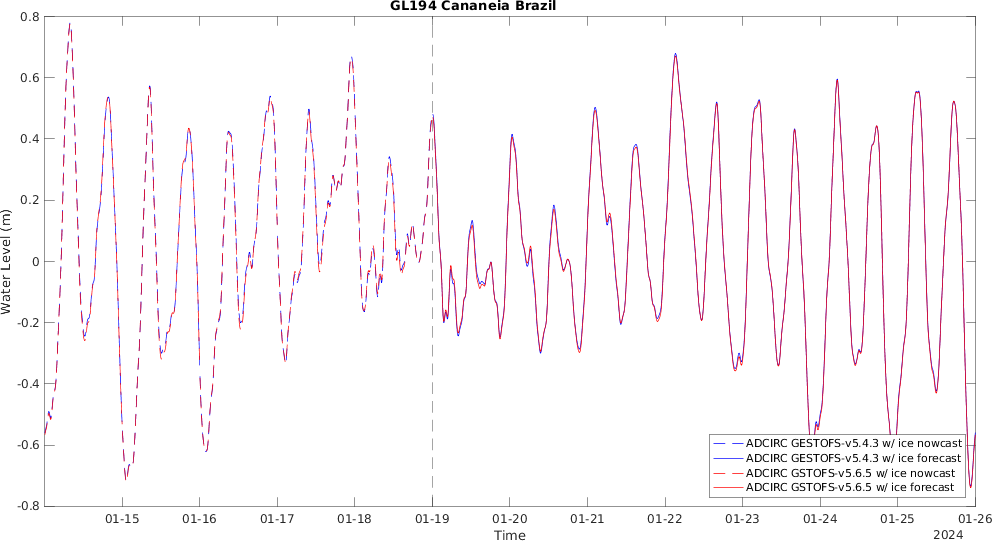 GL194 Cananeia Brazil
0.8
0.6
0.4
0.2
0
-0.2
-0.4
-0.6
-0.8
Water Level (m)
ADCIRC GESTOFS-v5.4.3 w/ ice nowcast
ADCIRC GESTOFS-v5.4.3 w/ ice forecast
ADCIRC GSTOFS-v5.6.5 w/ ice nowcast
ADCIRC GSTOFS-v5.6.5 w/ ice forecast
01-15 01-16 01-17 01-18 01-19 01-20 01-21 01-22 01-23 01-24 01-25 01-26
Time
2024